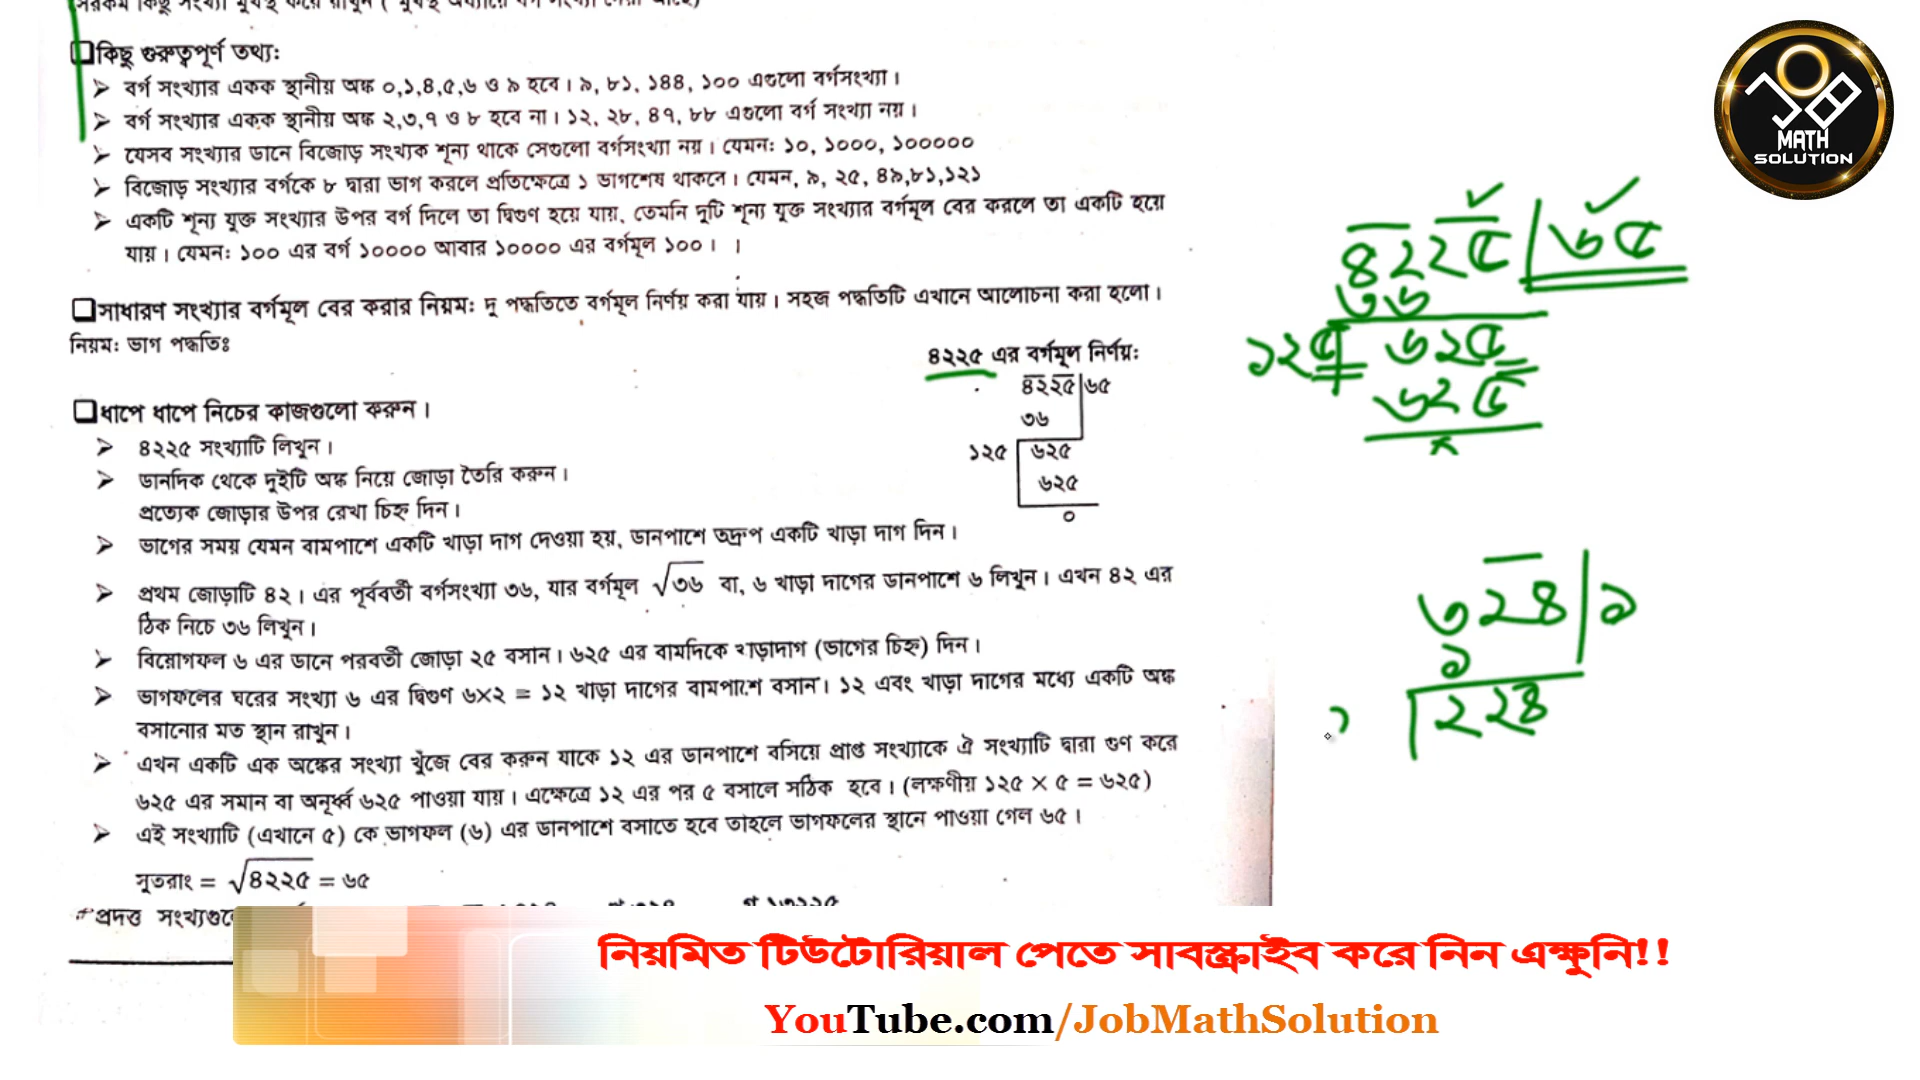 ❑কিছু গুরুত্বপূর্ণ তথ্য:
➢ বর্গ সংখ্যার একক স্থানীয় অঙ্ক ০,১,৪,৫,৬ ও ৯ হবে। ৯, ৮১, ১৪৪, ১০০ এগুলো বর্গসংখ্যা।
➢ বর্গ সংখ্যার একক স্থানীয় অঙ্ক ২,৩,৭ ও ৮ হবে না। ১২, ২৮, ৪৭, ৮৮ এগুলো বর্গ সংখ্যা নয়।
➢ যেসব সংখ্যার ডানে বিজোড় সংখ্যক শূন্য থাকে সেগুলো বর্গসংখ্যা নয়। যেমন: ১০, ১০০০, ১০০০০০
➢ বিজোড় সংখ্যার বর্গকে ৮ দ্বারা ভাগ করলে প্রতিক্ষেত্রে ১ ভাগশেষ থাকবে। যেমন, ৯, ২৫, ৪৯,৮১,১২১
➢ একটি শূন্য যুক্ত সংখ্যার উপর বর্গ দিলে তা দ্বিগুণ হয়ে যায়, তেমনি দুটি শূন্য যুক্ত সংখ্যার বর্গমূল বের করলে তা একটি হয়ে
যায়। যেমন: ১০০ এর বর্গ ১০০০০ আবার ১০০০০ এর বর্গমূল ১০০। ।
❑সাধারণ সংখ্যার বর্গমূল বের করার নিয়ম: দু পদ্ধতিতে বর্গমূল নির্ণয় করা যায়। সহজ পদ্ধতিটি এখানে আলোচনা করা হলো।
নিয়ম: ভাগ পদ্ধতিঃ
৪২২৫ এর বর্গমূল নির্ণয়:
৪২২৫ ৬৫
৩৬
১২৫ ৬২৫
৬২৫
০
❑ধাপে ধাপে নিচের কাজগুলো করুন।
➢ ৪২২৫ সংখ্যাটি লিখুন।
➢ ডানদিক থেকে দুইটি অঙ্ক নিয়ে জোড়া তৈরি করুন।
প্রত্যেক জোড়ার উপর রেখা চিহ্ন দিন।
➢ ভাগের সময় যেমন বামপাশে একটি খাড়া দাগ দেওয়া হয়, ডানপাশে তদ্রুপ একটি খাড়া দাগ দিন।
➢ প্রথম জোড়াটি ৪২। এর পূর্ববর্তী বর্গসংখ্যা ৩৬, যার বর্গমূল √৩৬ বা, ৬ খাড়া দাগের ডানপাশে ৬ লিখুন। এখন ৪২ এর
ঠিক নিচে ৩৬ লিখুন।
➢ বিয়োগফল ৬ এর ডানে পরবর্তী জোড়া ২৫ বসান। ৬২৫ এর বামদিকে খাড়াদাগ (ভাগের চিহ্ন) দিন।
➢ ভাগফলের ঘরের সংখ্যা ৬ এর দ্বিগুণ ৬×২ = ১২ খাড়া দাগের বামপাশে বসান। ১২ এবং খাড়া দাগের মধ্যে একটি অঙ্ক
বসানোর মত স্থান রাখুন।
➢ এখন একটি এক অঙ্কের সংখ্যা খুঁজে বের করুন যাকে ১২ এর ডানপাশে বসিয়ে প্রাপ্ত সংখ্যাকে ঐ সংখ্যাটি দ্বারা গুণ করে
৬২৫ এর সমান বা অনূর্ধ্ব ৬২৫ পাওয়া যায়। এক্ষেত্রে ১২ এর পর ৫ বসালে সঠিক হবে। (লক্ষণীয় ১২৫ × ৫ = ৬২৫)
➢ এই সংখ্যাটি (এখানে ৫) কে ভাগফল (৬) এর ডানপাশে বসাতে হবে তাহলে ভাগফলের স্থানে পাওয়া গেল ৬৫।
সুতরাং = √৪২২৫ = ৬৫
প্রদত্ত
MATH
SOLUTION
৪২২৫ ৬৫
৩৬
১২৫ ৬২৫
৬২৫
×
৩২৪ ১
১
২২৪
নিয়মিত টিউটোরিয়াল পেতে সাবস্ক্রাইব করে নিন এক্ষুনি!!
YouTube.com/JobMathSolution